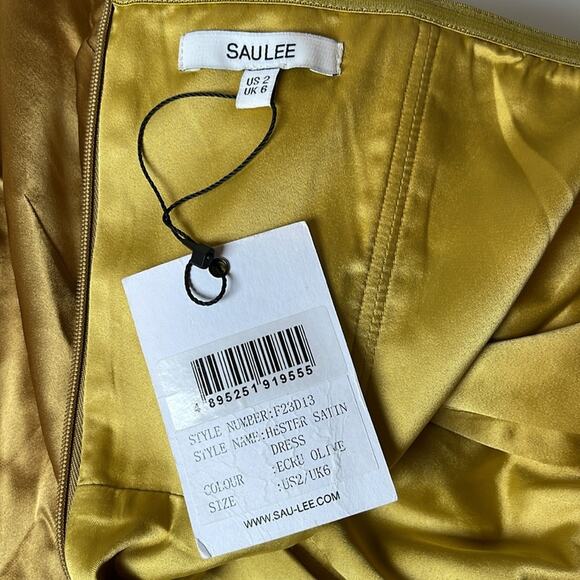 SAULEE
US 2
UK 6
4 895251 919555
STYLE NUMBER:F23D13
STYLE NAME:HESTER SATIN
DRESS
COLOUR :ECRU OLIVE
SIZE :US2/UK6
WWW.SAU-LEE.COM